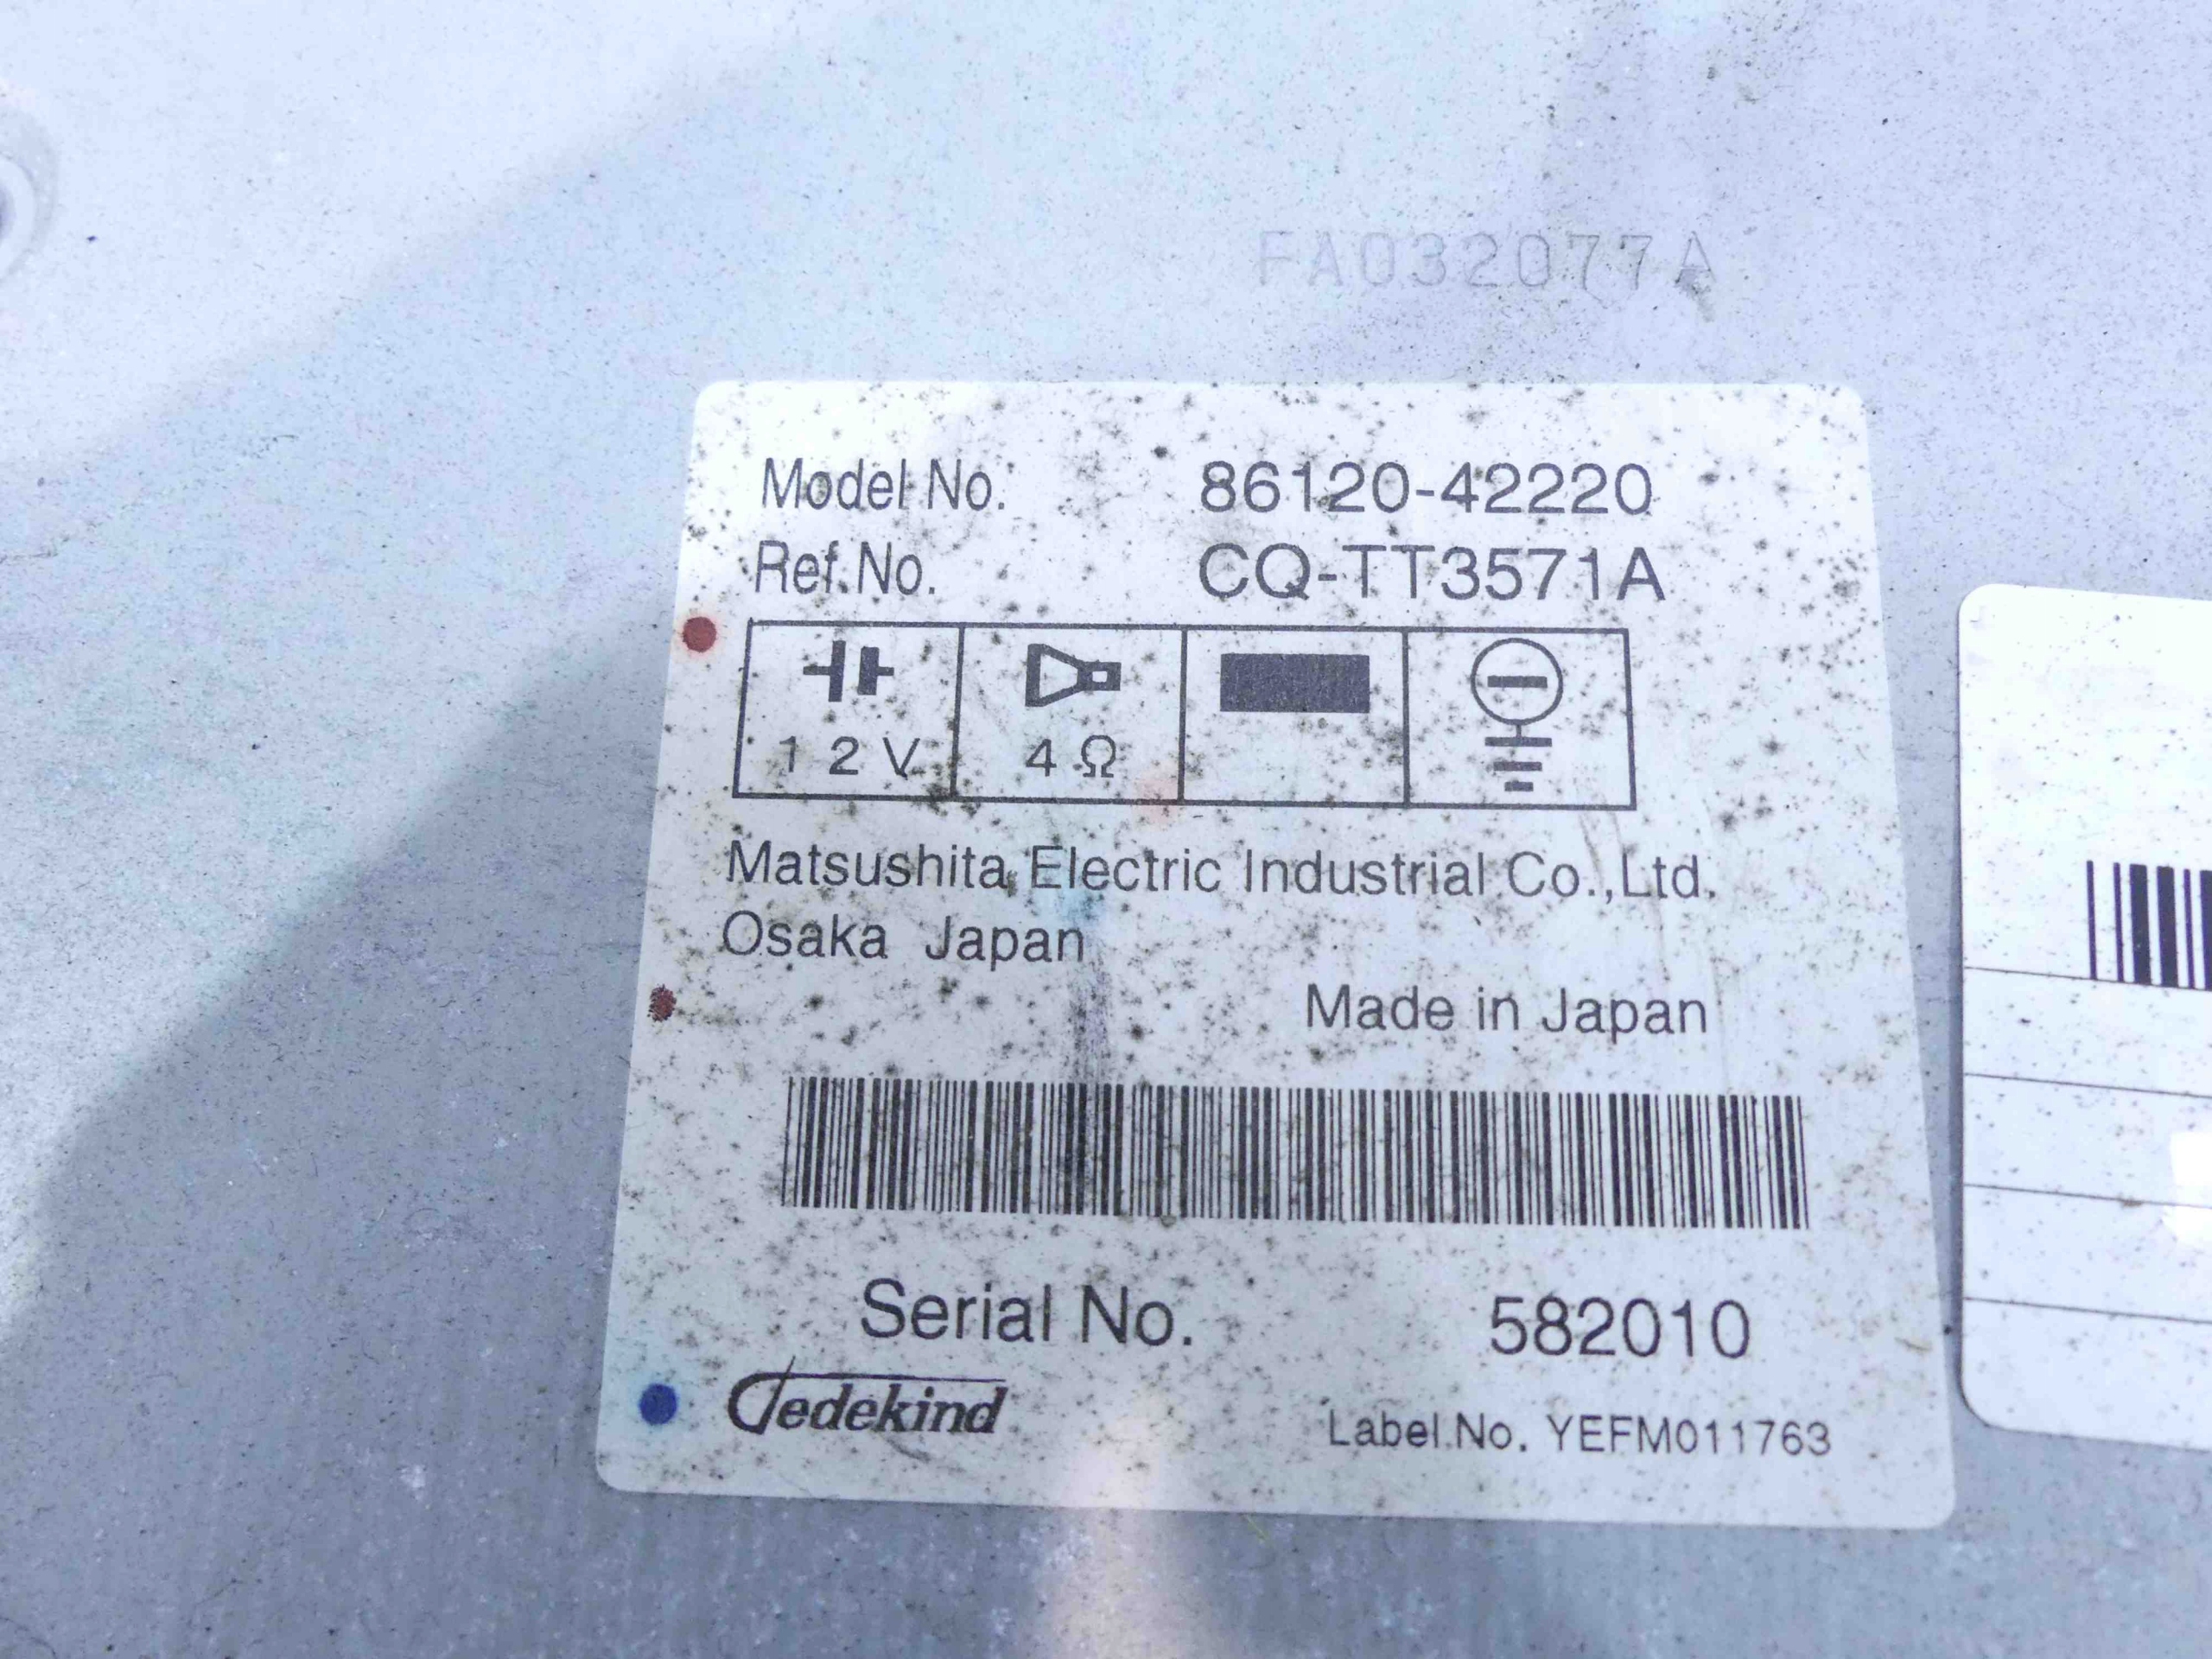 FA032077A
Model No. 86120-42220
Ref.No. CQ-TT3571A
12V 4Ω
Matsushita Electric Industrial Co.,Ltd.
Osaka Japan
Made in Japan
Serial No. 582010
Jedekind
Label No. YEFM011763